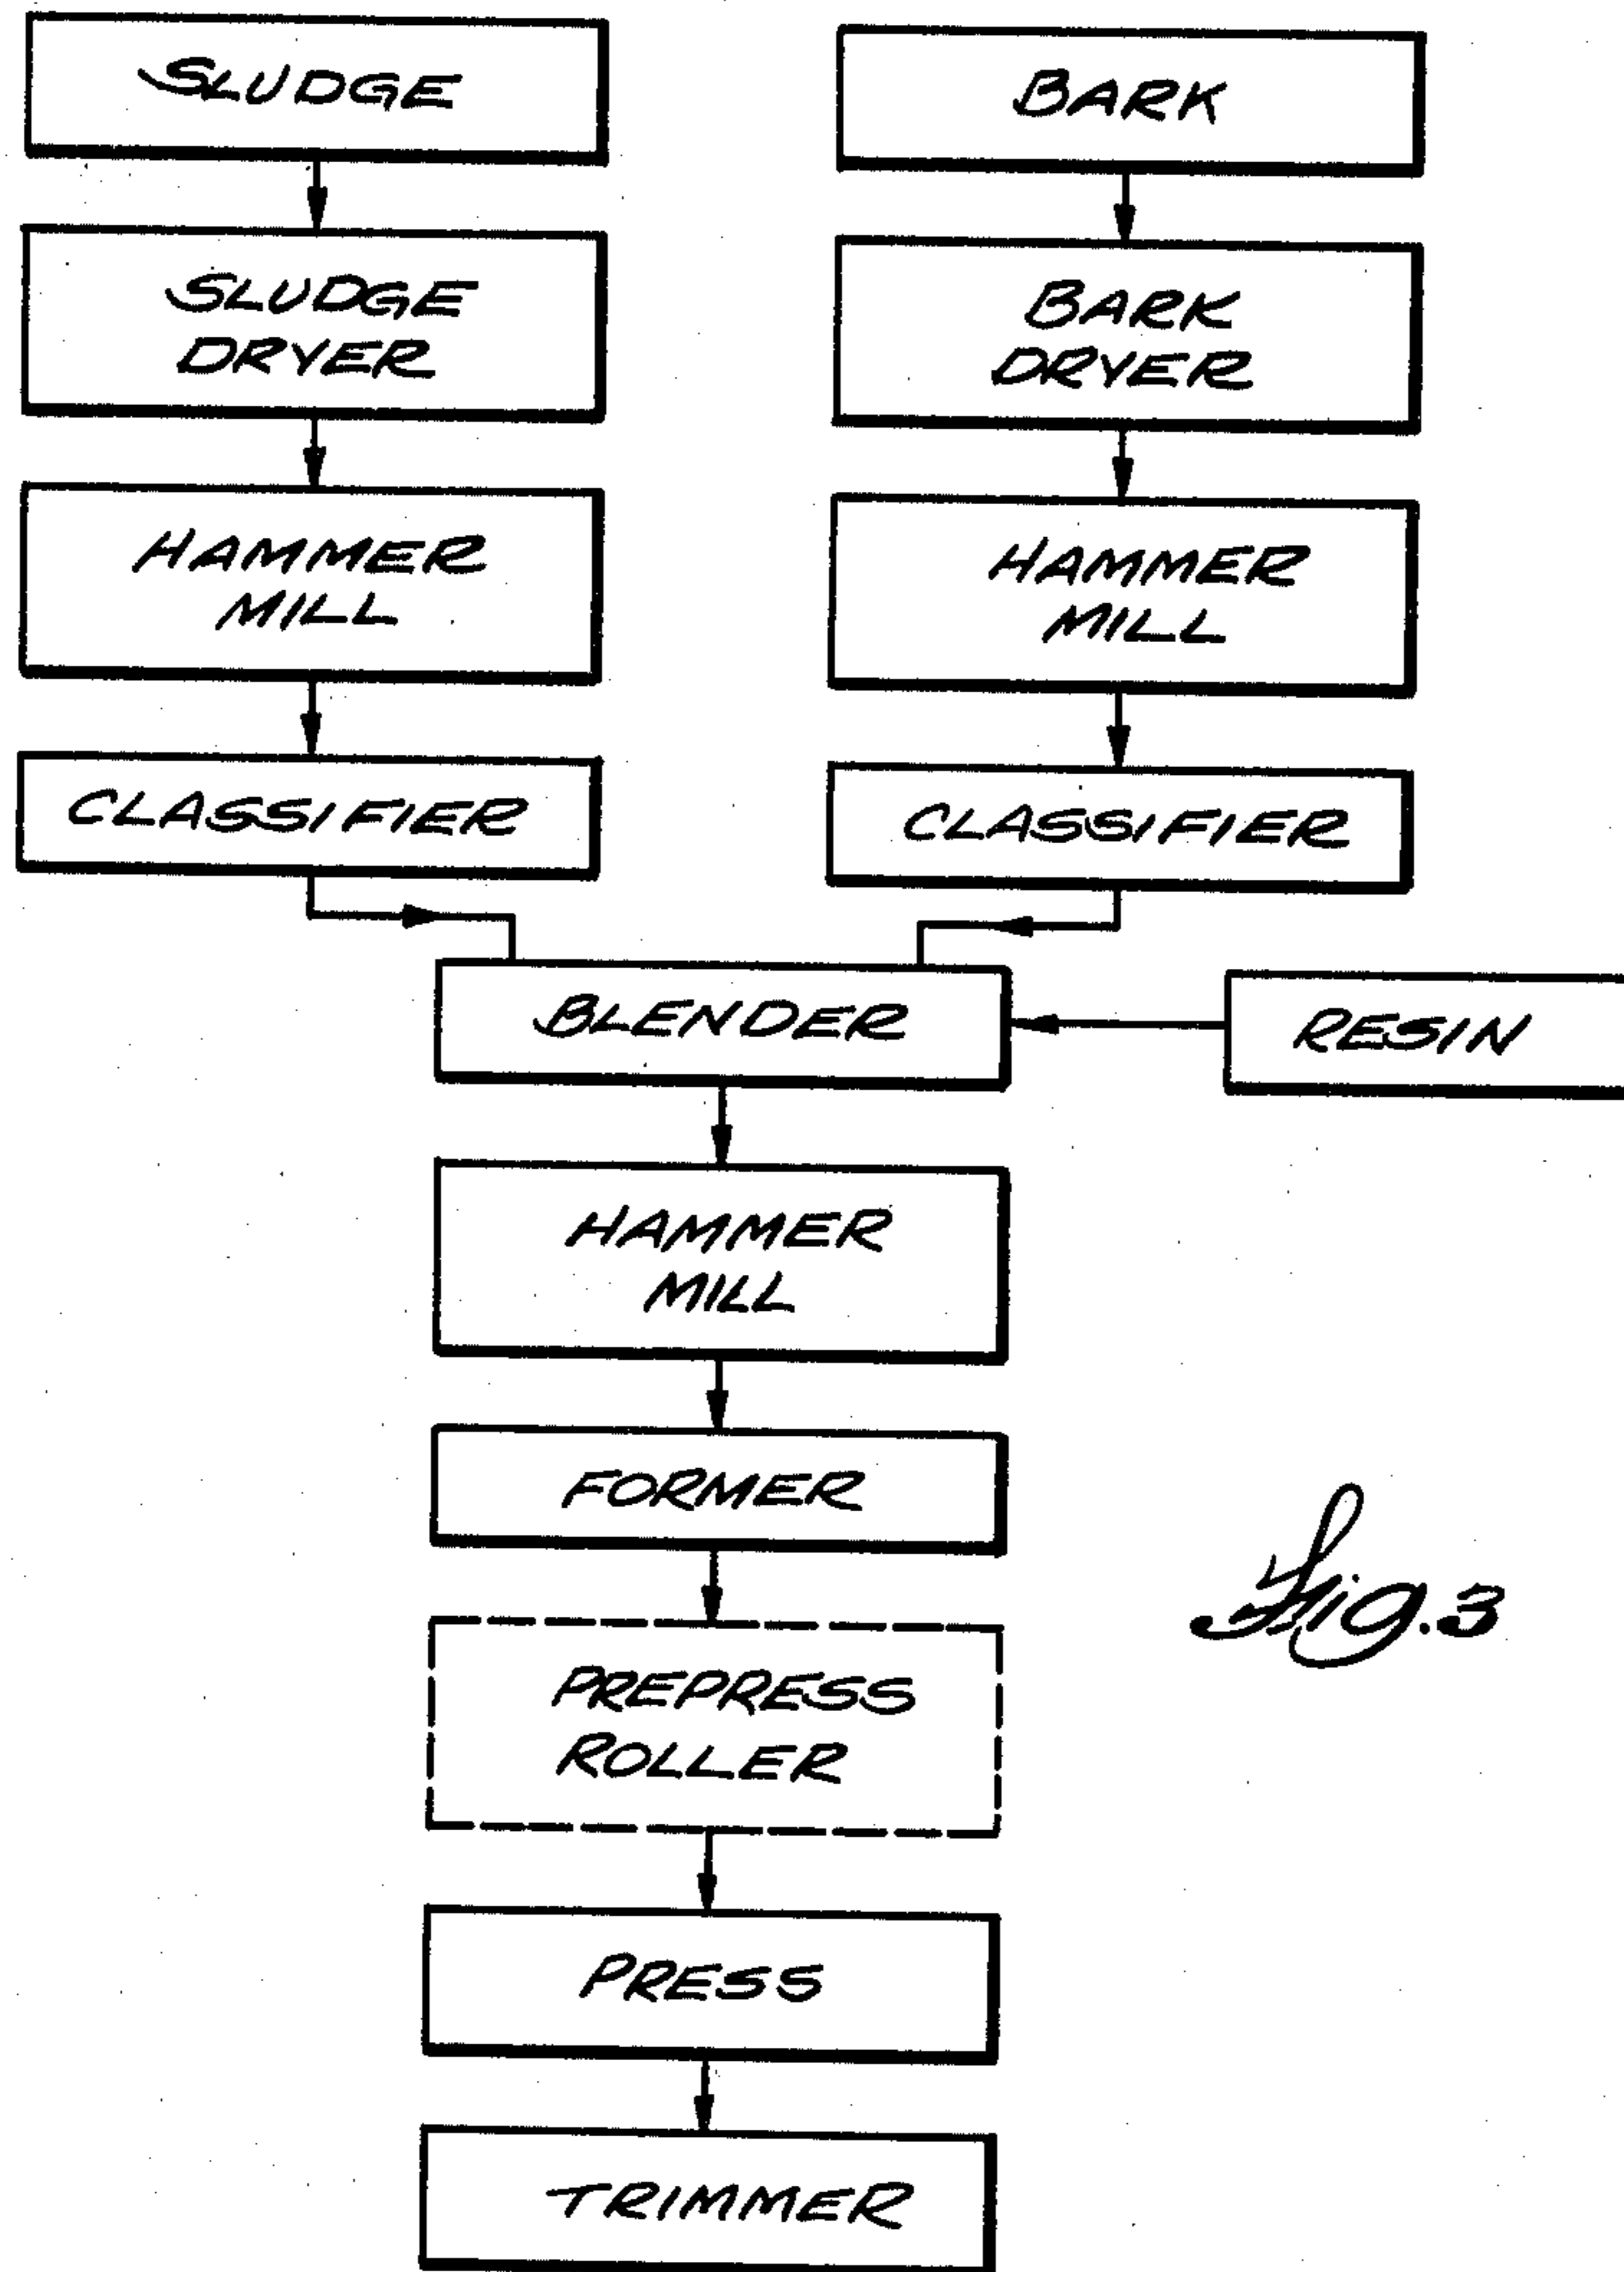 SLUDGE
BARK
SLUDGE
DRYER
BARK
DRYER
HAMMER
MILL
HAMMER
MILL
CLASSIFIER
CLASSIFIER
BLENDER
RESIN
HAMMER
MILL
FORMER
PREPRESS
ROLLER
PRESS
TRIMMER
Fig.3